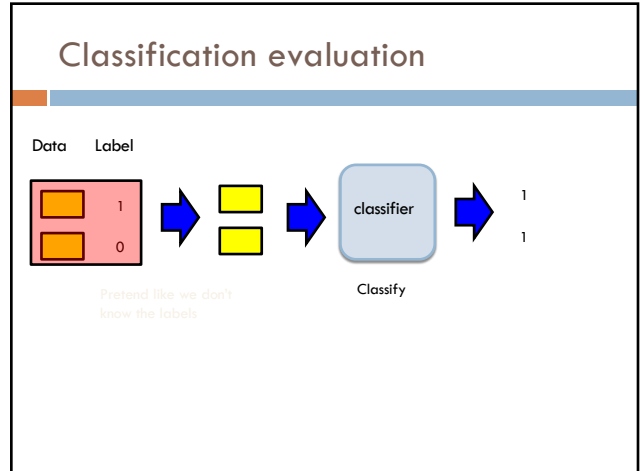 Classification evaluation
Data Label
1
0
Pretend like we don't
know the labels
classifier
Classify
1
1